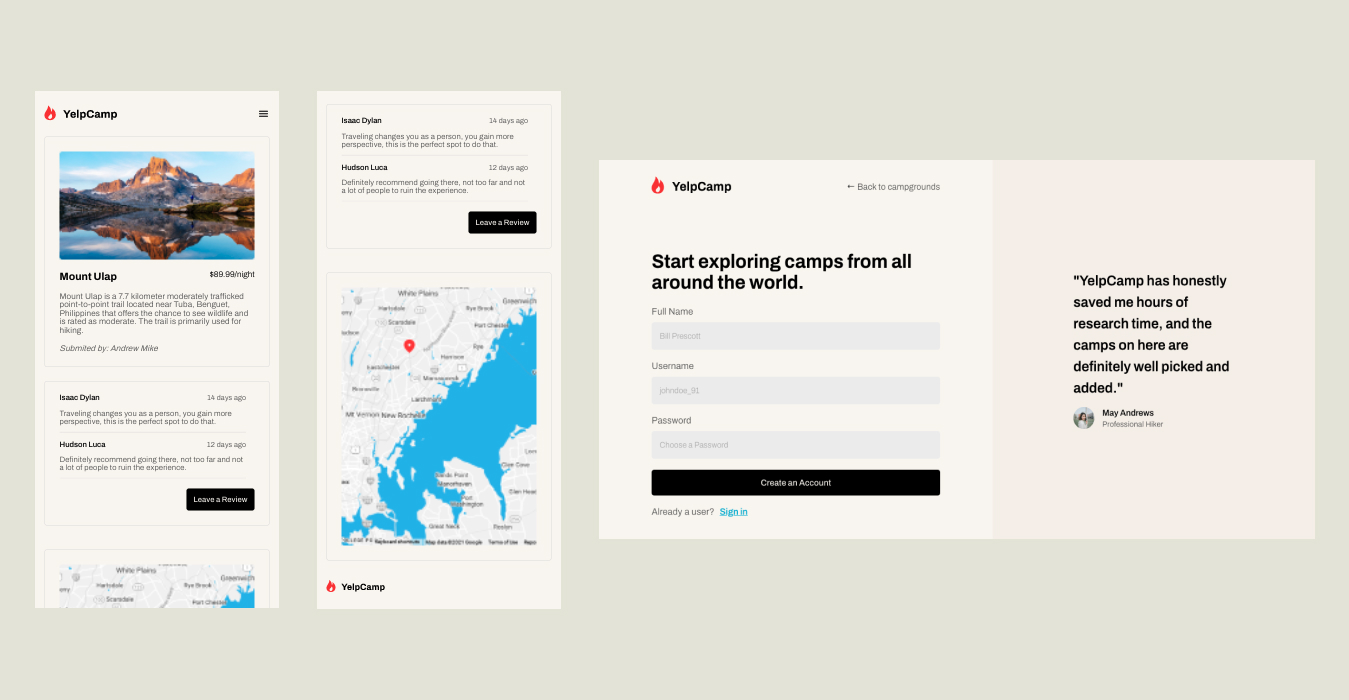 YelpCamp
Mount Ulap
$89.99/night
Mount Ulap is a 7.7 kilometer moderately trafficked
point-to-point trail located near Tuba, Benguet,
Philippines that offers the chance to see wildlife and
is rated as moderate. The trail is primarily used for
hiking.
Submited by: Andrew Mike
Isaac Dylan
14 days ago
Traveling changes you as a person, you gain more
perspective, this is the perfect spot to do that.
Hudson Luca
12 days ago
Definitely recommend going there, not too far and not
a lot of people to ruin the experience.
Leave a Review
White Plains
Hartsdale
Rye Brook
Greenwich
Scarsdale
Port Chester
Isaac Dylan
14 days ago
Traveling changes you as a person, you gain more
perspective, this is the perfect spot to do that.
Hudson Luca
12 days ago
Definitely recommend going there, not too far and not
a lot of people to ruin the experience.
Leave a Review
White Plains
Greenwich
Hartsdale
Rye Brook
Scarsdale
Port Chester
Rye
Harrison
Eastchester
Mamaroneck
Bronxville
Larchmont
Mt Vernon
New Rochelle
Glen Cove
Sands Point
Manorhaven
Port
Washington
Glen Head
Great Neck
Roslyn
Keyboard shortcuts
Map data ©2021 Google
Terms of Use
YelpCamp
YelpCamp
← Back to campgrounds
Start exploring camps from all
around the world.
Full Name
Bill Prescott
Username
johndoe_91
Password
Choose a Password
Create an Account
Already a user? Sign in
"YelpCamp has honestly
saved me hours of
research time, and the
camps on here are
definitely well picked and
added."
May Andrews
Professional Hiker